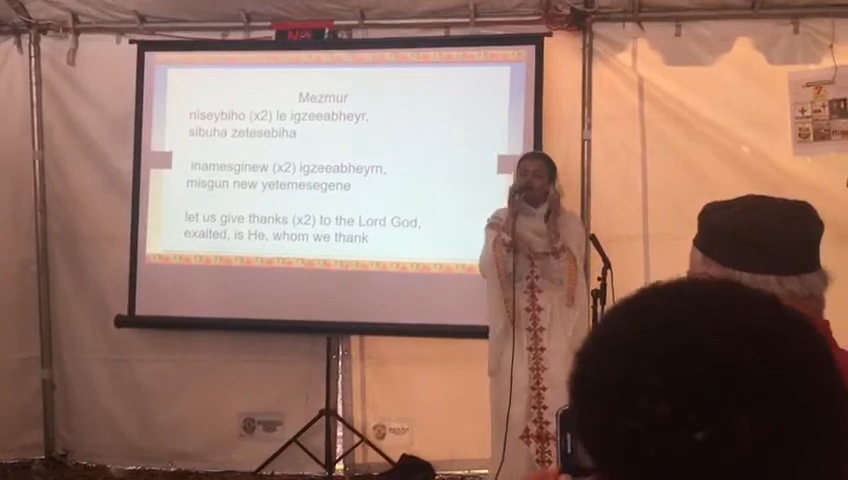 NO
Mezmur
niseybiho (x2) le igzeeabheyr,
sibuha zetesebiha
inamesginew (x2) igzeeabheyrn,
misgun new yetemesegene
let us give thanks (x2) to the Lord God,
exalted, is He, whom we thank